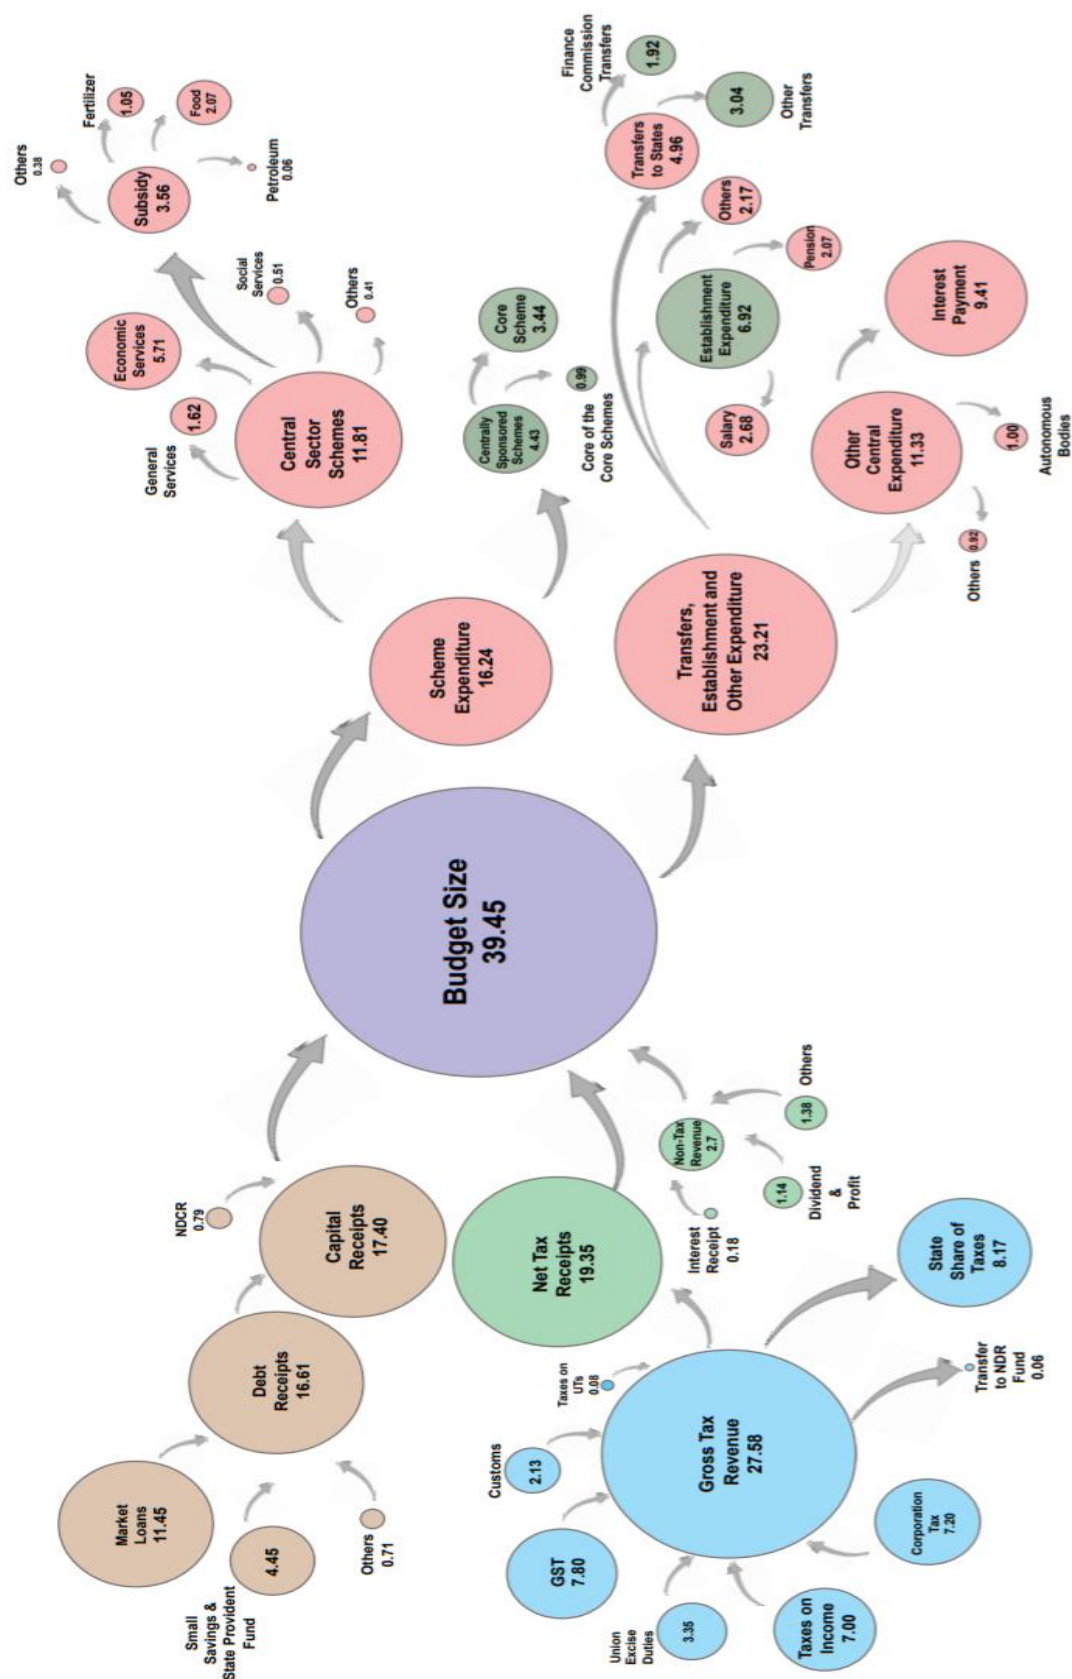 Market
Loans
11.45
Small
Savings &
State Provident
Fund
4.45
Others
0.71
Debt
Receipts
16.61
NDCR
0.79
Capital
Receipts
17.40
GST
7.80
Customs
2.13
Taxes on
UTs
0.08
Union
Excise
Duties
3.35
Taxes on
Income
7.00
Corporation
Tax
7.20
Gross Tax
Revenue
27.58
Transfer
to NDR
Fund
0.06
State
Share of
Taxes
8.17
Net Tax
Receipts
19.35
Interest
Receipt
0.18
Dividend
&
Profit
1.14
Others
1.38
Non-Tax
Revenue
2.7
Budget Size
39.45
Scheme
Expenditure
16.24
Central
Sector
Schemes
11.81
General
Services
1.62
Economic
Services
5.71
Subsidy
3.56
Others
0.38
Fertilizer
1.05
Food
2.07
Petroleum
0.06
Social
Services
0.51
Others
0.41
Centrally
Sponsored
Schemes
4.43
Core
Scheme
3.44
0.99
Core of the
Core Schemes
Transfers,
Establishment and
Other Expenditure
23.21
Transfers
to States
4.96
Finance
Commission
Transfers
1.92
3.04
Other
Transfers
Establishment
Expenditure
6.92
Salary
2.68
Others
2.17
Pension
2.07
Other
Central
Expenditure
11.33
Interest
Payment
9.41
1.00
Autonomous
Bodies
Others
0.92